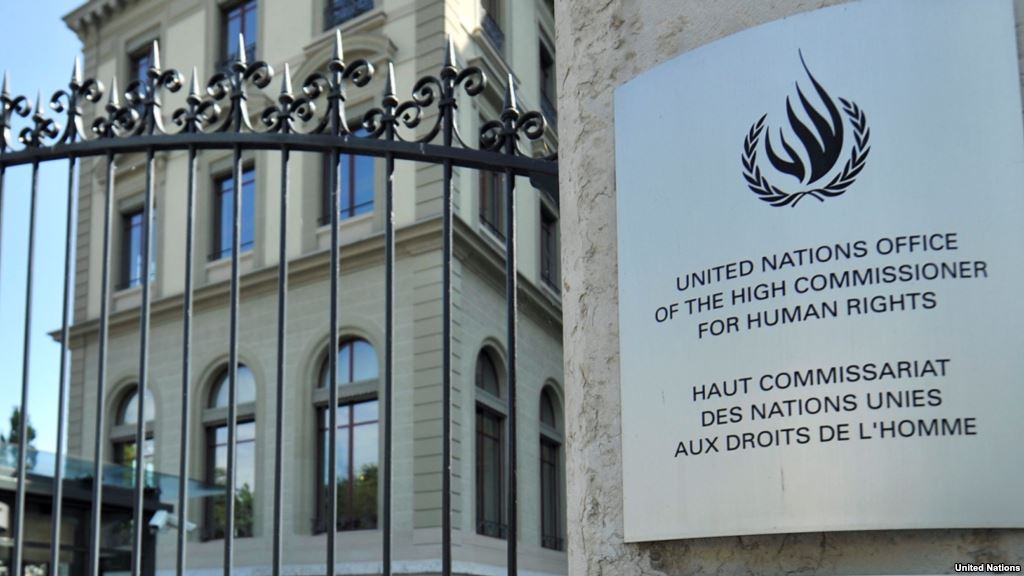 UNITED NATIONS OFFICE
OF THE HIGH COMMISSIONER
FOR HUMAN RIGHTS
HAUT COMMISSARIAT
DES NATIONS UNIES
AUX DROITS DE L'HOMME
United Nations